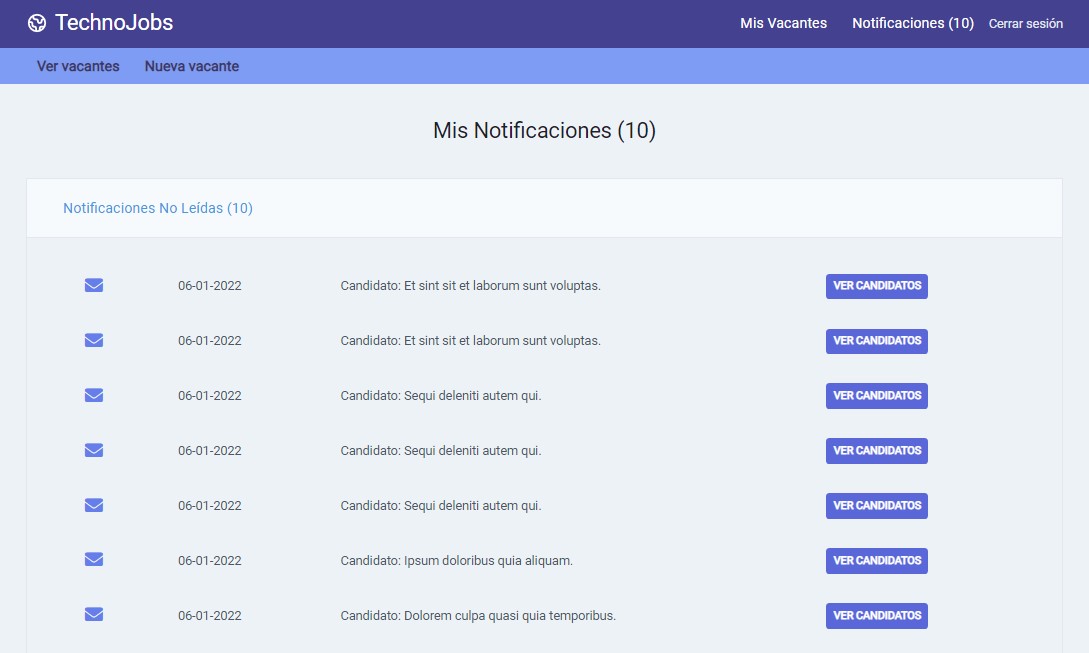 TechnoJobs Mis Vacantes Notificaciones (10) Cerrar sesión
Ver vacantes Nueva vacante
Mis Notificaciones (10)
Notificaciones No Leídas (10)
06-01-2022 Candidato: Et sint sit et laborum sunt voluptas. VER CANDIDATOS
06-01-2022 Candidato: Et sint sit et laborum sunt voluptas. VER CANDIDATOS
06-01-2022 Candidato: Sequi deleniti autem qui. VER CANDIDATOS
06-01-2022 Candidato: Sequi deleniti autem qui. VER CANDIDATOS
06-01-2022 Candidato: Sequi deleniti autem qui. VER CANDIDATOS
06-01-2022 Candidato: Ipsum doloribus quia aliquam. VER CANDIDATOS
06-01-2022 Candidato: Dolorem culpa quasi quia temporibus. VER CANDIDATOS